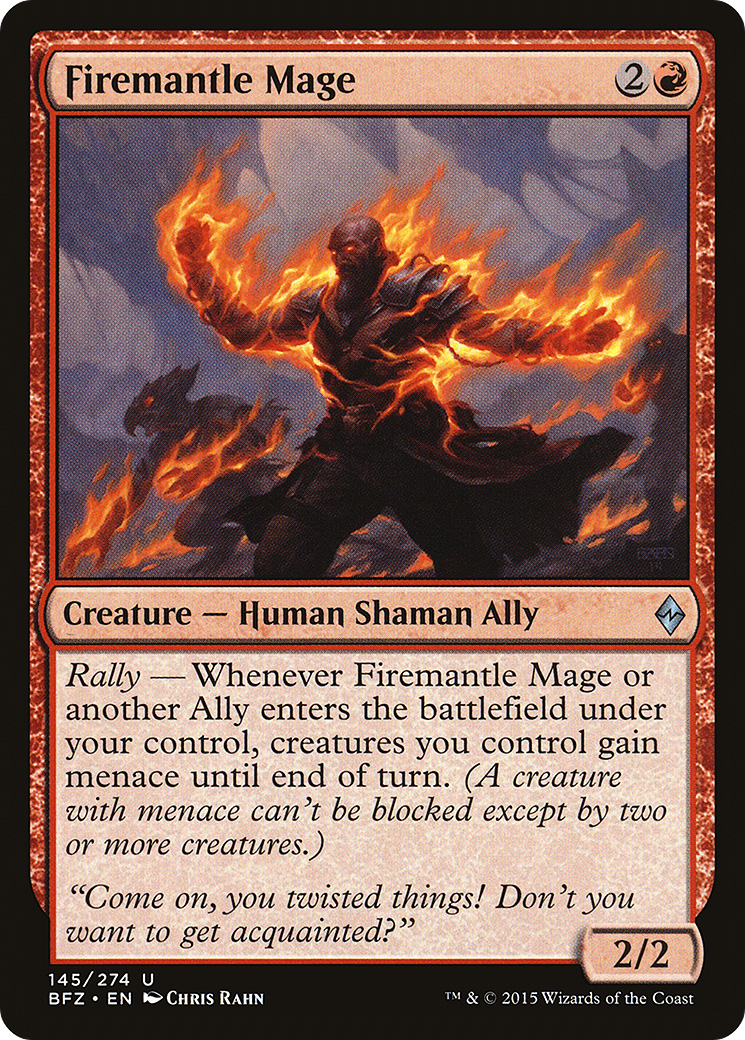 Firemantle Mage 2
Creature — Human Shaman Ally
Rally — Whenever Firemantle Mage or
another Ally enters the battlefield under
your control, creatures you control gain
menace until end of turn. (A creature
with menace can't be blocked except by two
or more creatures.)
“Come on, you twisted things! Don't you
want to get acquainted?”
2/2
145/274 U
BFZ • EN Chris Rahn
™ & © 2015 Wizards of the Coast